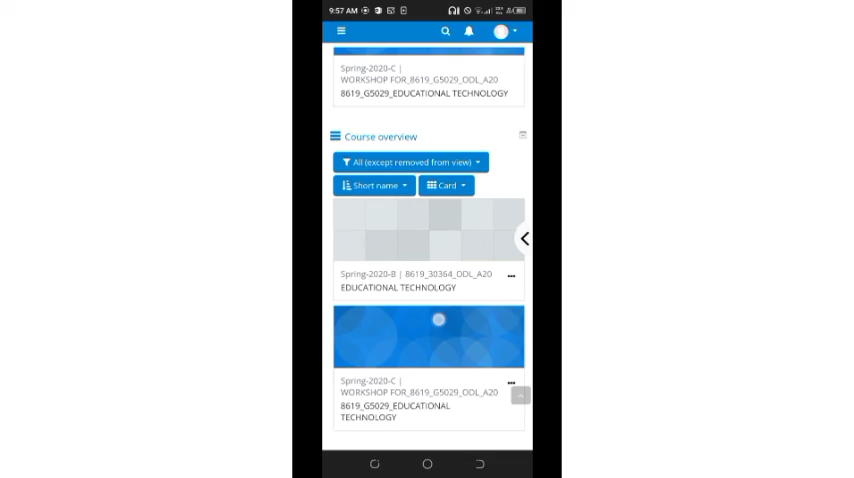 9:57 AM
Spring-2020-C |
WORKSHOP FOR_8619_G5029_ODL_A20
8619_G5029_EDUCATIONAL TECHNOLOGY
Course overview
All (except removed from view)
Short name
Card
Spring-2020-B | 8619_30364_ODL_A20
EDUCATIONAL TECHNOLOGY
Spring-2020-C |
WORKSHOP FOR_8619_G5029_ODL_A20
8619_G5029_EDUCATIONAL
TECHNOLOGY